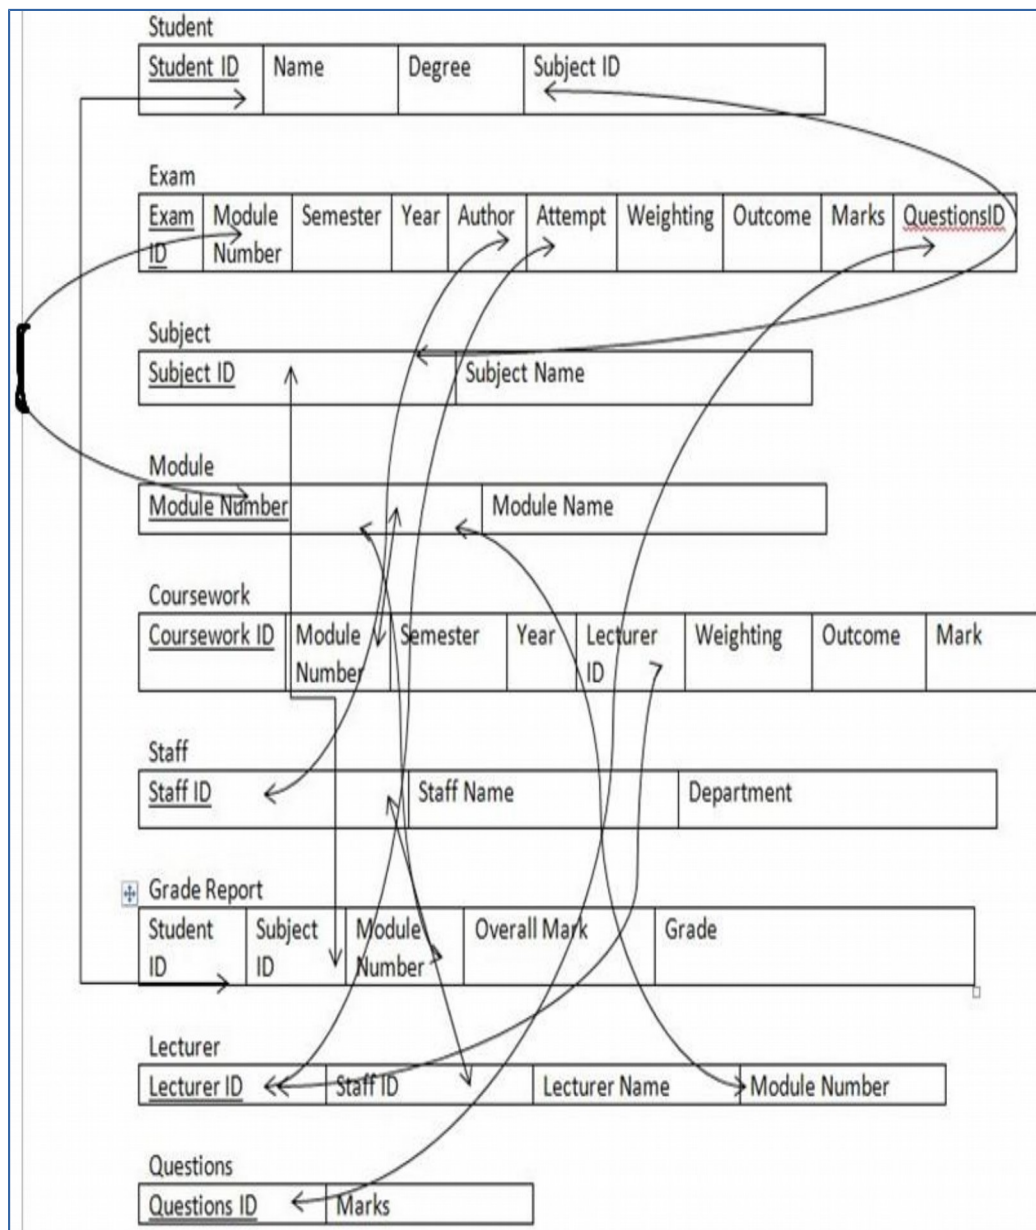 Student
Student ID Name Degree Subject ID
Exam
Exam Module Semester Year Author Attempt Weighting Outcome Marks QuestionsID
ID Number
Subject
Subject ID Subject Name
Module
Module Number Module Name
Coursework
Coursework ID Module Semester Year Lecturer Weighting Outcome Mark
Number ID
Staff
Staff ID Staff Name Department
Grade Report
Student Subject Module Overall Mark Grade
ID ID Number
Lecturer
Lecturer ID Staff ID Lecturer Name Module Number
Questions
Questions ID Marks